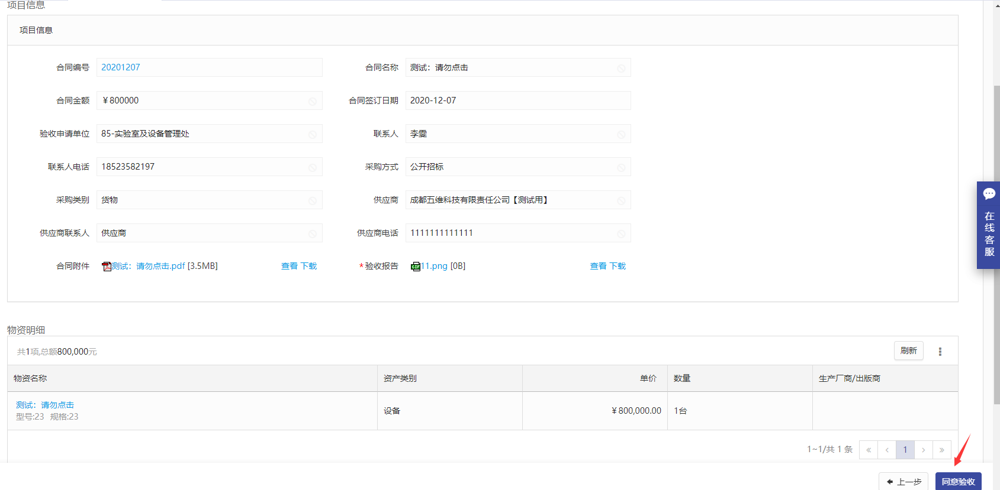 项目信息
项目信息
合同编号 20201207 合同名称 测试：请勿点击
合同金额 ￥800000 合同签订日期 2020-12-07
验收申请单位 85-实验室及设备管理处 联系人 李雯
联系人电话 18523582197 采购方式 公开招标
采购类别 货物 供应商 成都五维科技有限责任公司【测试用】
供应商联系人 供应商 供应商电话 1111111111111
合同附件 测试：请勿点击.pdf [3.5MB] 查看 下载 *验收报告 GIF 11.png [0B] 查看 下载
在线客服
物资明细
共1项,总额800,000元 刷新
物资名称 资产类别 单价 数量 生产厂商/出版商
测试：请勿点击
型号:23 规格:23 设备 ￥800,000.00 1台
1~1/共 1 条 « ‹ 1 › »
上一步 同意验收